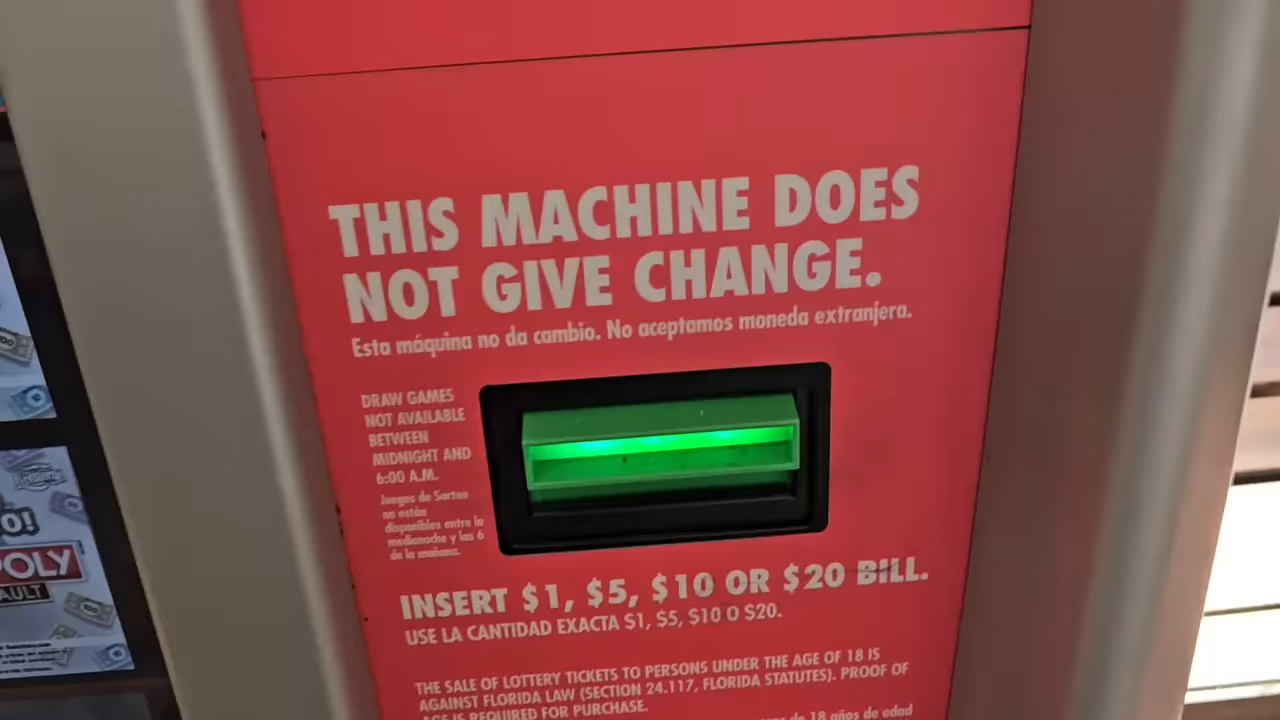 THIS MACHINE DOES
NOT GIVE CHANGE.
Esta máquina no da cambio. No aceptamos moneda extranjera.
DRAW GAMES
NOT AVAILABLE
BETWEEN
MIDNIGHT AND
6:00 A.M.
Juegos de Sorteo
no están
disponibles entre la
medianoche y las 6
de la mañana.
INSERT $1, $5, $10 OR $20 BILL.
USE LA CANTIDAD EXACTA $1, $5, $10 O $20.
THE SALE OF LOTTERY TICKETS TO PERSONS UNDER THE AGE OF 18 IS
AGAINST FLORIDA LAW (SECTION 24.117, FLORIDA STATUTES). PROOF OF
AGE IS REQUIRED FOR PURCHASE.
de 18 años de edad
O!
POLY
AULT
100